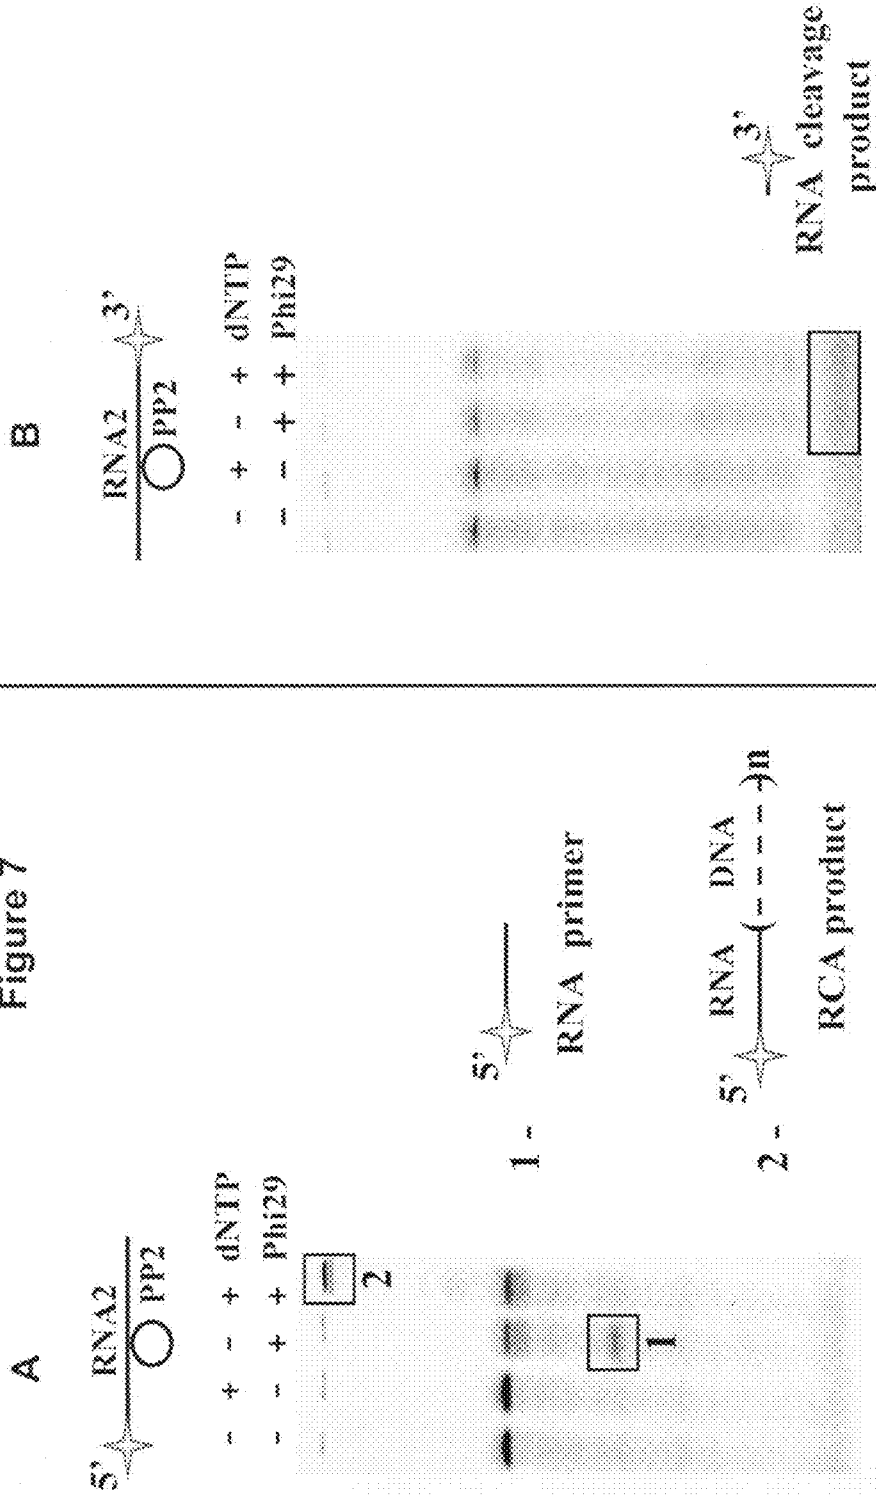 Figure 7
A
5'
RNA2
PP2
- + - + dNTP
- - + + Phi29
2
1
1 -
5'
RNA primer
2 -
5'
RNA DNA
( )n
RCA product
B
RNA2
3'
PP2
- + - + dNTP
- - + + Phi29
3'
RNA cleavage
product